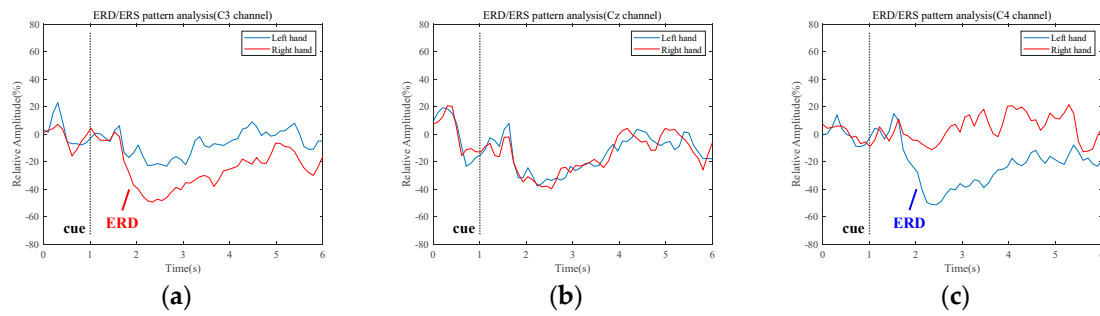 ERD/ERS pattern analysis(C3 channel)
80
60
40
20
0
-20
-40
-60
-80
Relative Amplitude(%)
Left hand
Right hand
ERD
cue
0 1 2 3 4 5 6
Time(s)
(a)
ERD/ERS pattern analysis(Cz channel)
80
60
40
20
0
-20
-40
-60
-80
Relative Amplitude(%)
Left hand
Right hand
cue
0 1 2 3 4 5 6
Time(s)
(b)
ERD/ERS pattern analysis(C4 channel)
80
60
40
20
0
-20
-40
-60
-80
Relative Amplitude(%)
Left hand
Right hand
ERD
cue
0 1 2 3 4 5 6
Time(s)
(c)